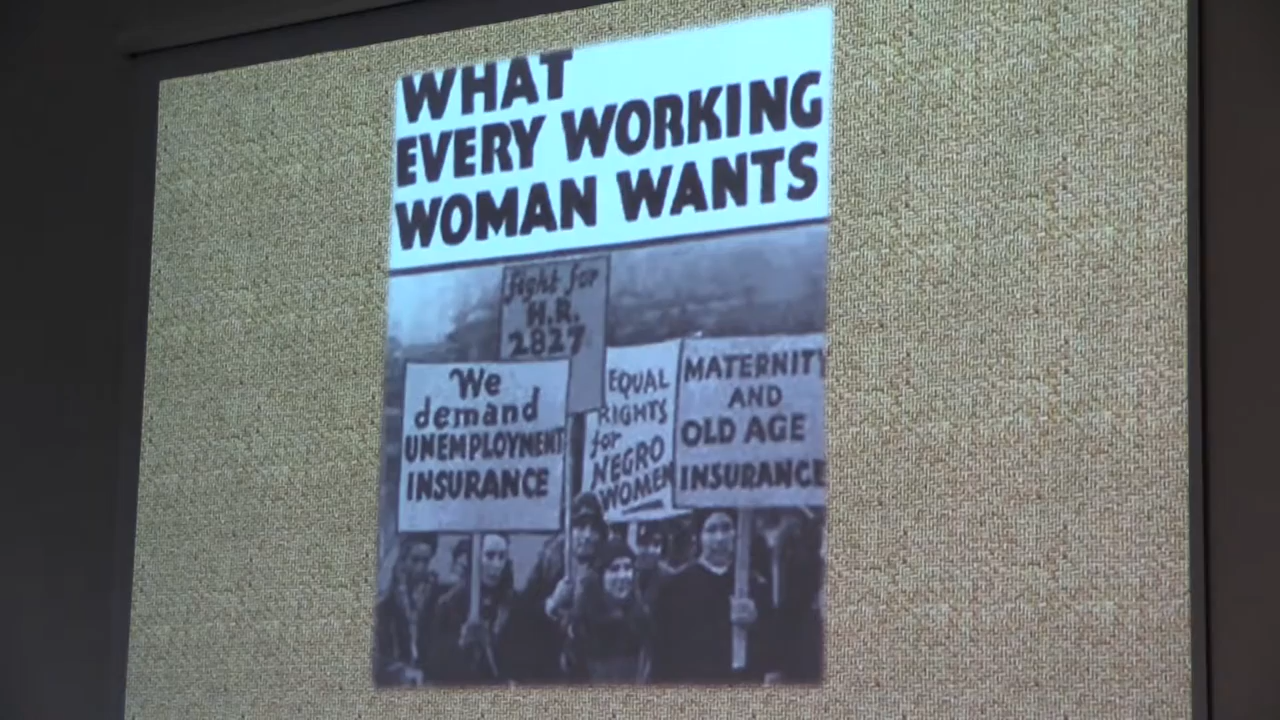 WHAT
EVERY WORKING
WOMAN WANTS
fight for
H.R.
2827
We
demand
UNEMPLOYMENT
INSURANCE
EQUAL
RIGHTS
for
NEGRO
WOMEN
MATERNITY
AND
OLD AGE
INSURANCE